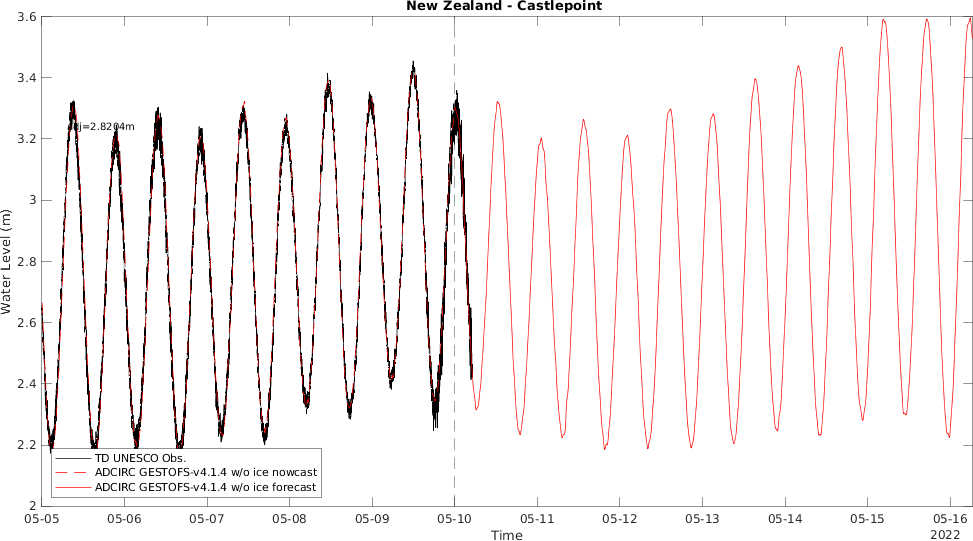 New Zealand - Castlepoint
3.6
3.4
3.2
3
2.8
2.6
2.4
2.2
2
Water Level (m)
adj=2.8204m
TD UNESCO Obs.
ADCIRC GESTOFS-v4.1.4 w/o ice nowcast
ADCIRC GESTOFS-v4.1.4 w/o ice forecast
05-05 05-06 05-07 05-08 05-09 05-10 05-11 05-12 05-13 05-14 05-15 05-16
Time
2022